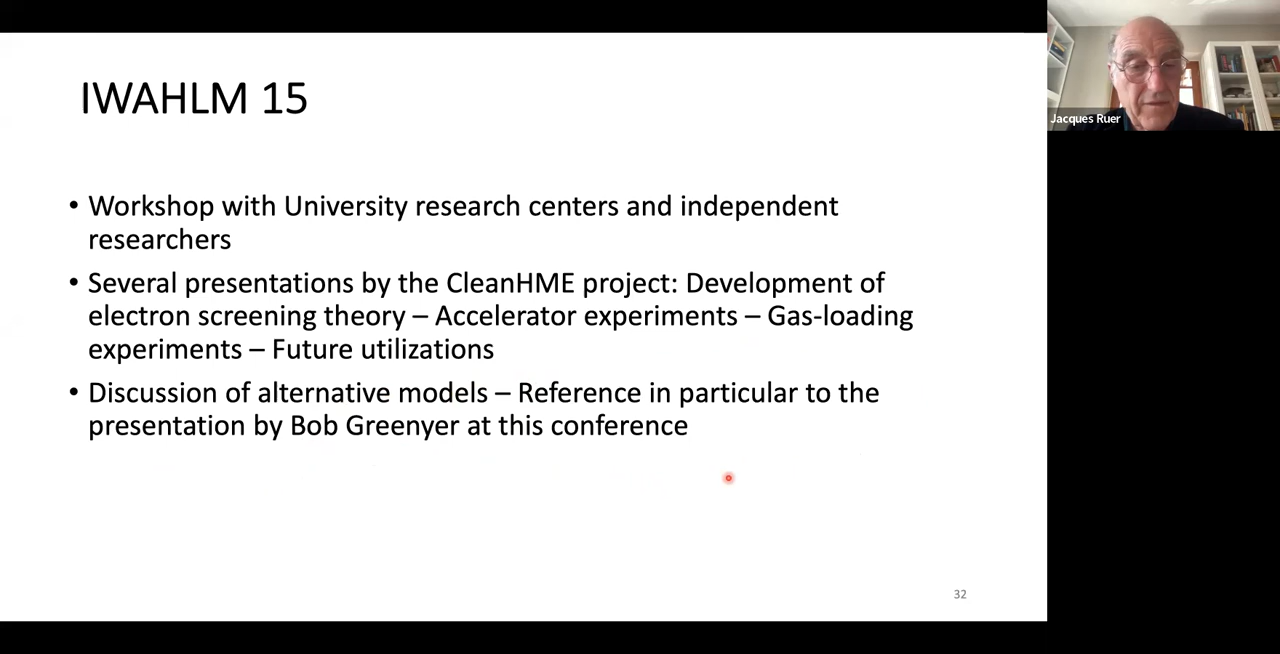 IWAHLM 15
• Workshop with University research centers and independent
researchers
• Several presentations by the CleanHME project: Development of
electron screening theory – Accelerator experiments – Gas-loading
experiments – Future utilizations
• Discussion of alternative models – Reference in particular to the
presentation by Bob Greenyer at this conference
32
Jacques Ruer